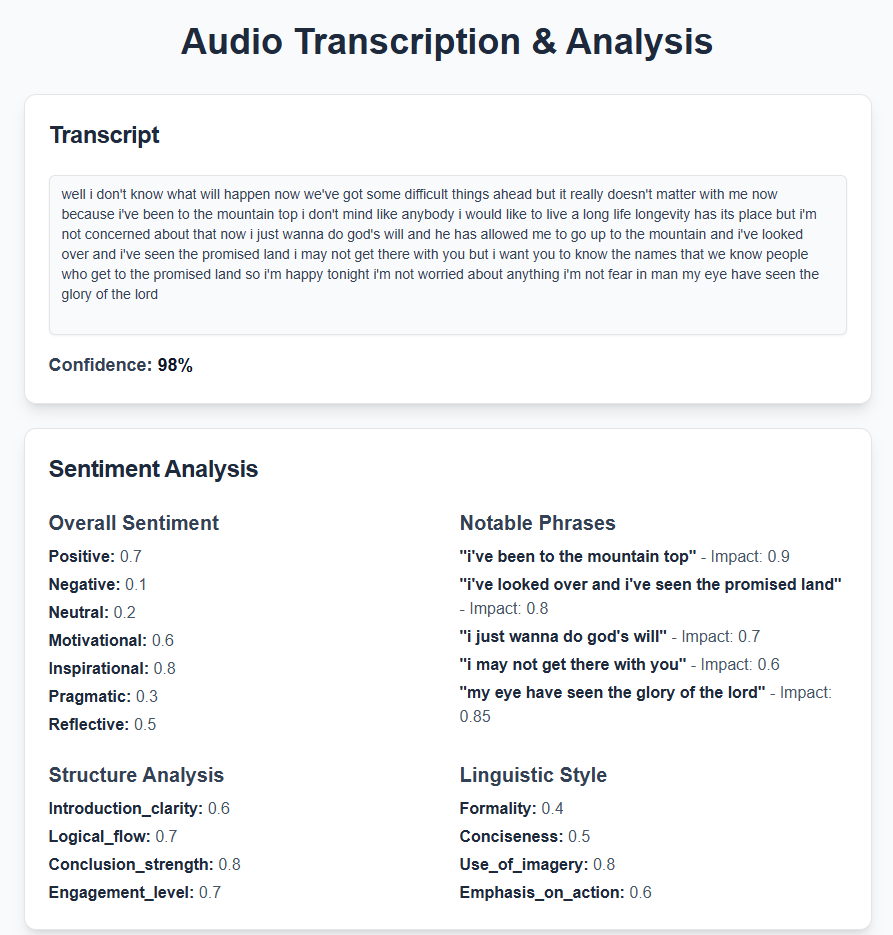 Audio Transcription & Analysis
Transcript
well i don't know what will happen now we've got some difficult things ahead but it really doesn't matter with me now
because i've been to the mountain top i don't mind like anybody i would like to live a long life longevity has its place but i'm
not concerned about that now i just wanna do god's will and he has allowed me to go up to the mountain and i've looked
over and i've seen the promised land i may not get there with you but i want you to know the names that we know people
who get to the promised land so i'm happy tonight i'm not worried about anything i'm not fear in man my eye have seen the
glory of the lord
Confidence: 98%
Sentiment Analysis
Overall Sentiment
Positive: 0.7
Negative: 0.1
Neutral: 0.2
Motivational: 0.6
Inspirational: 0.8
Pragmatic: 0.3
Reflective: 0.5
Notable Phrases
"i've been to the mountain top" - Impact: 0.9
"i've looked over and i've seen the promised land"
- Impact: 0.8
"i just wanna do god's will" - Impact: 0.7
"i may not get there with you" - Impact: 0.6
"my eye have seen the glory of the lord" - Impact:
0.85
Structure Analysis
Introduction_clarity: 0.6
Logical_flow: 0.7
Conclusion_strength: 0.8
Engagement_level: 0.7
Linguistic Style
Formality: 0.4
Conciseness: 0.5
Use_of_imagery: 0.8
Emphasis_on_action: 0.6